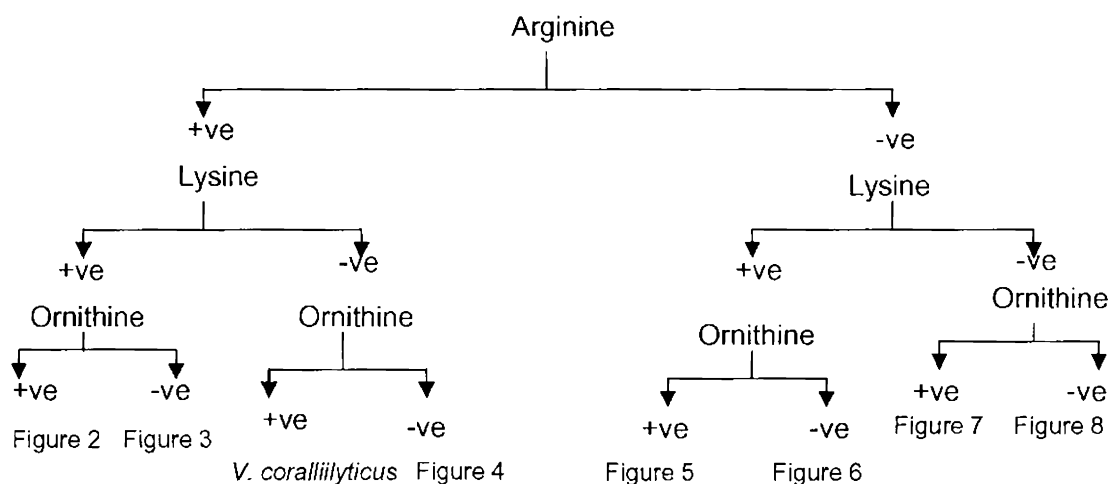 Arginine
+ve -ve
Lysine Lysine
+ve -ve +ve -ve
Ornithine Ornithine Ornithine Ornithine
+ve -ve +ve -ve +ve -ve +ve -ve
Figure 2 Figure 3 V. coralliilyticus Figure 4 Figure 5 Figure 6 Figure 7 Figure 8